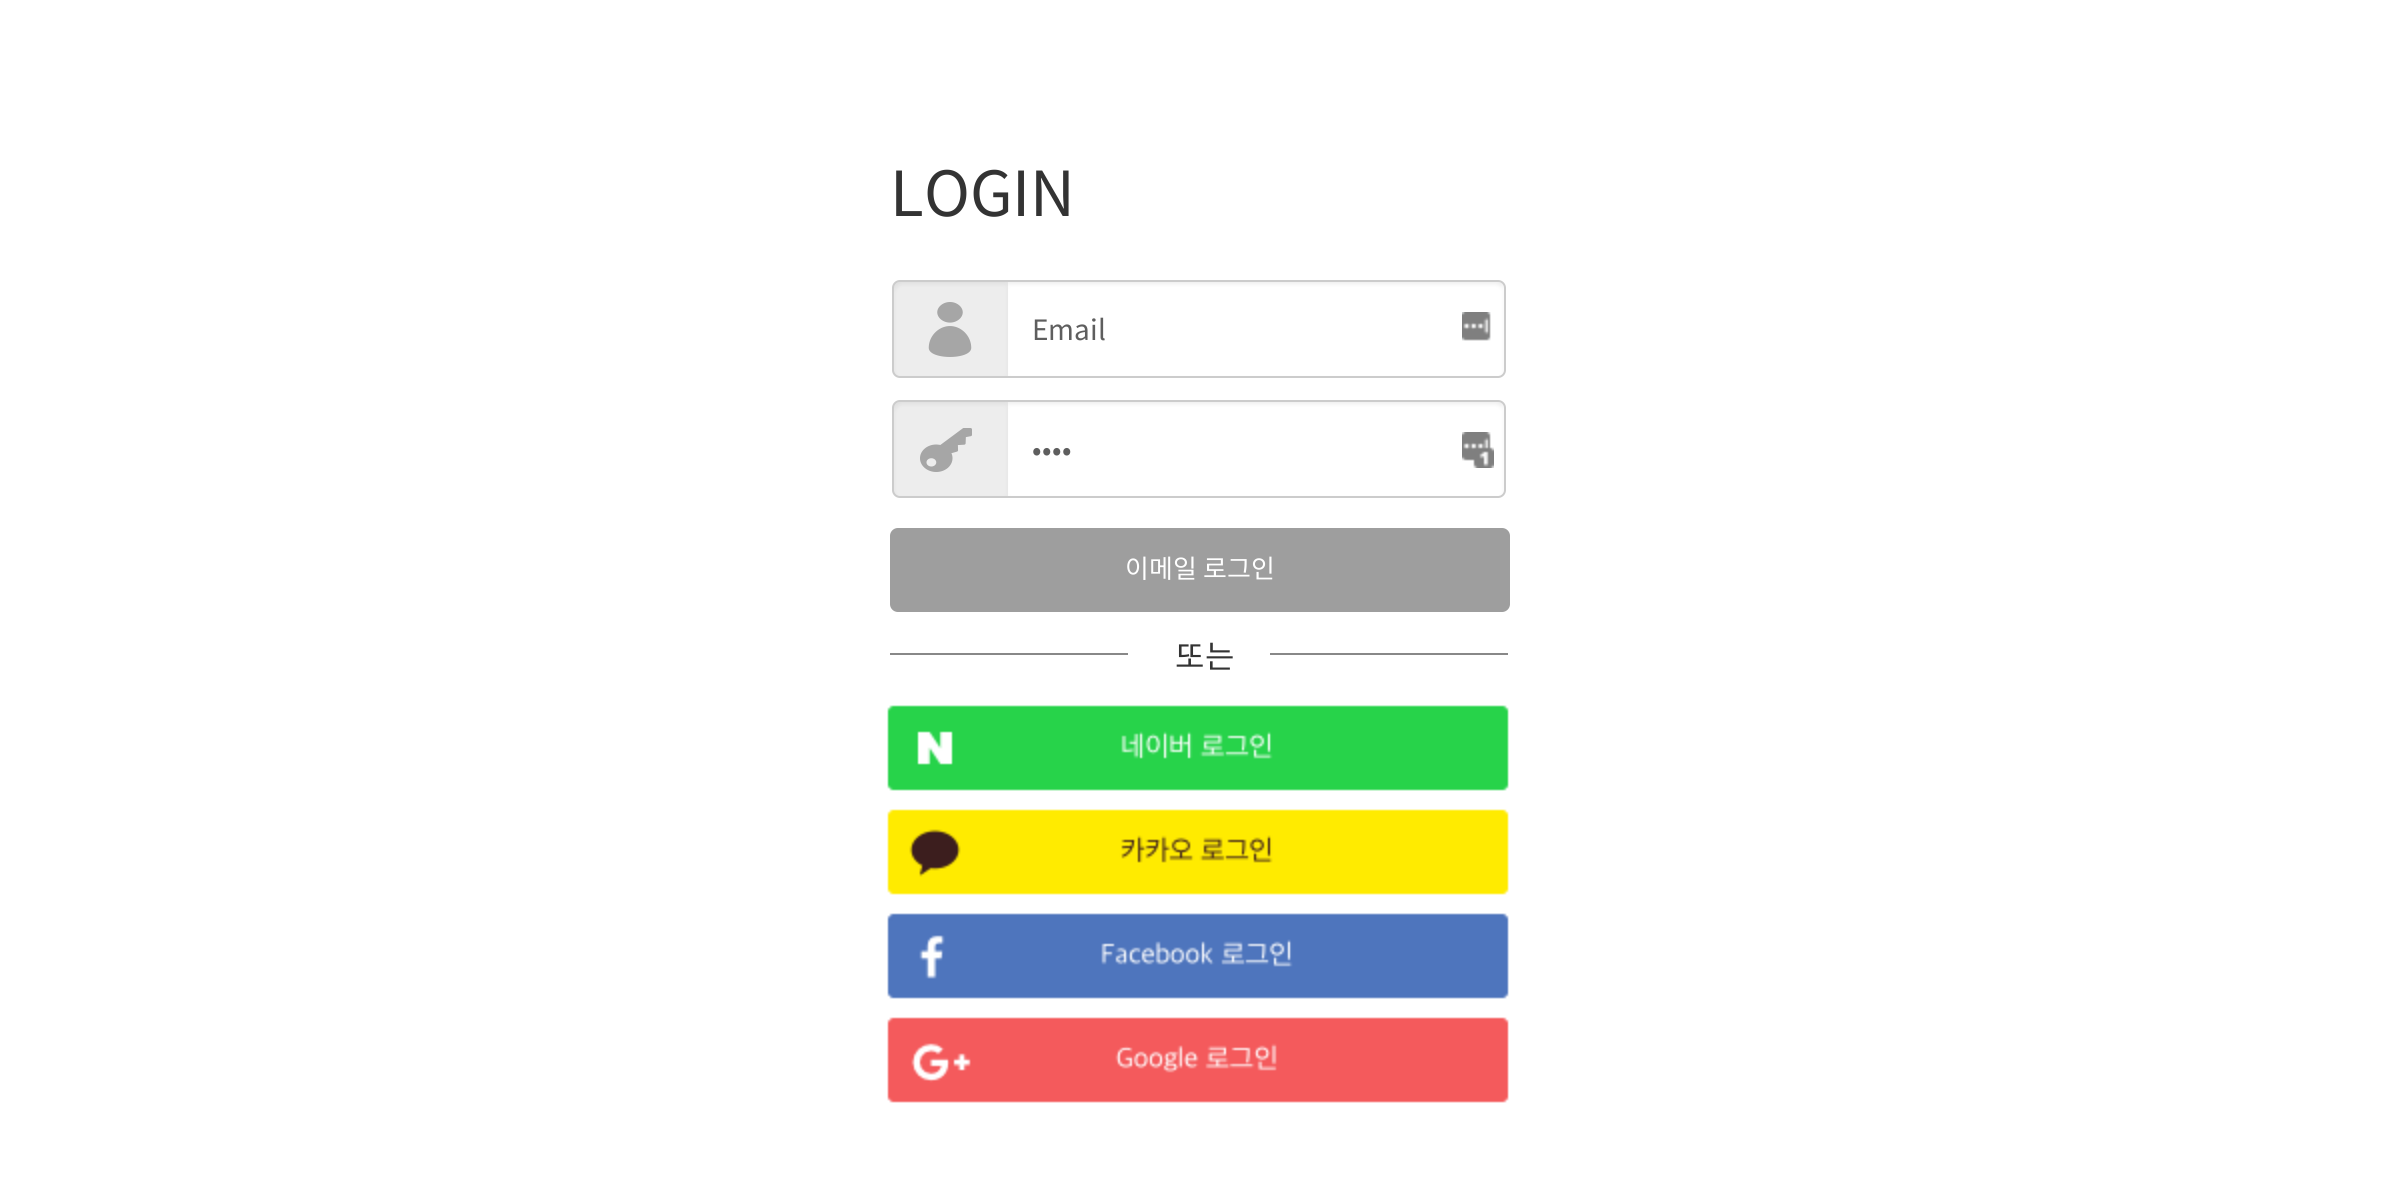 LOGIN
Email
••••
1
이메일 로그인
또는
N 네이버 로그인
카카오 로그인
f Facebook 로그인
G+ Google 로그인